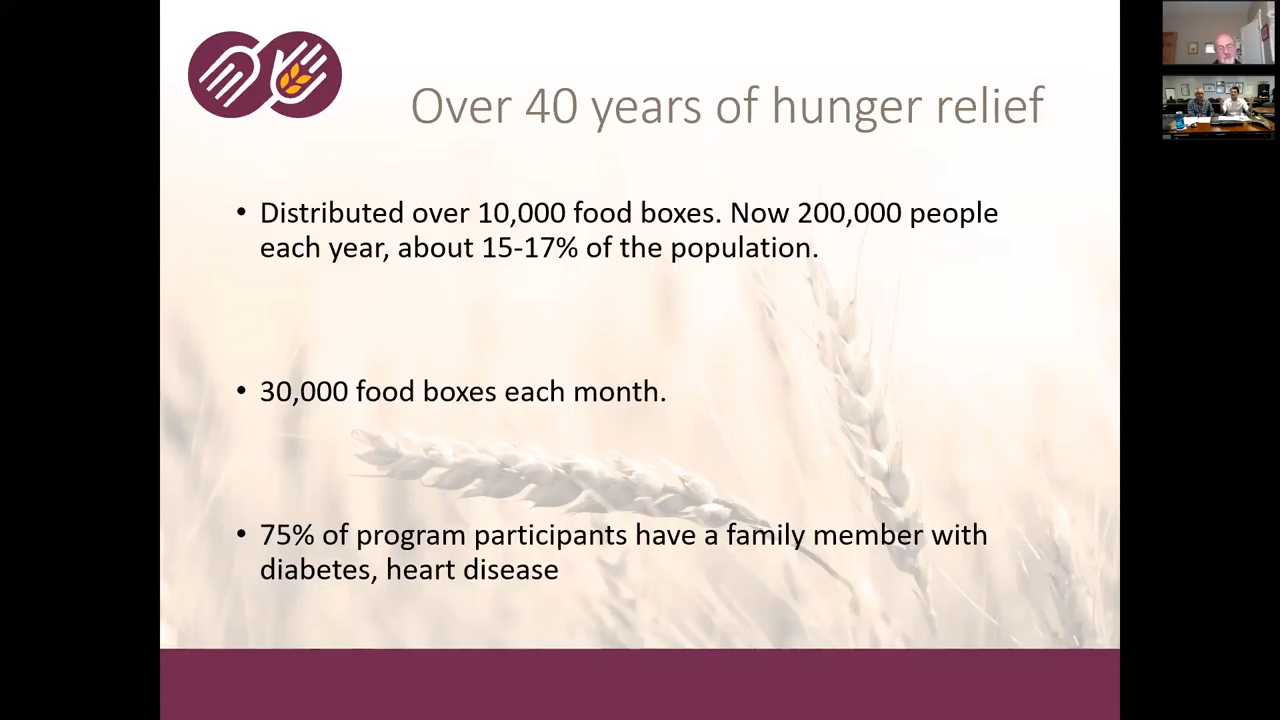 Over 40 years of hunger relief
• Distributed over 10,000 food boxes. Now 200,000 people
each year, about 15-17% of the population.
• 30,000 food boxes each month.
• 75% of program participants have a family member with
diabetes, heart disease